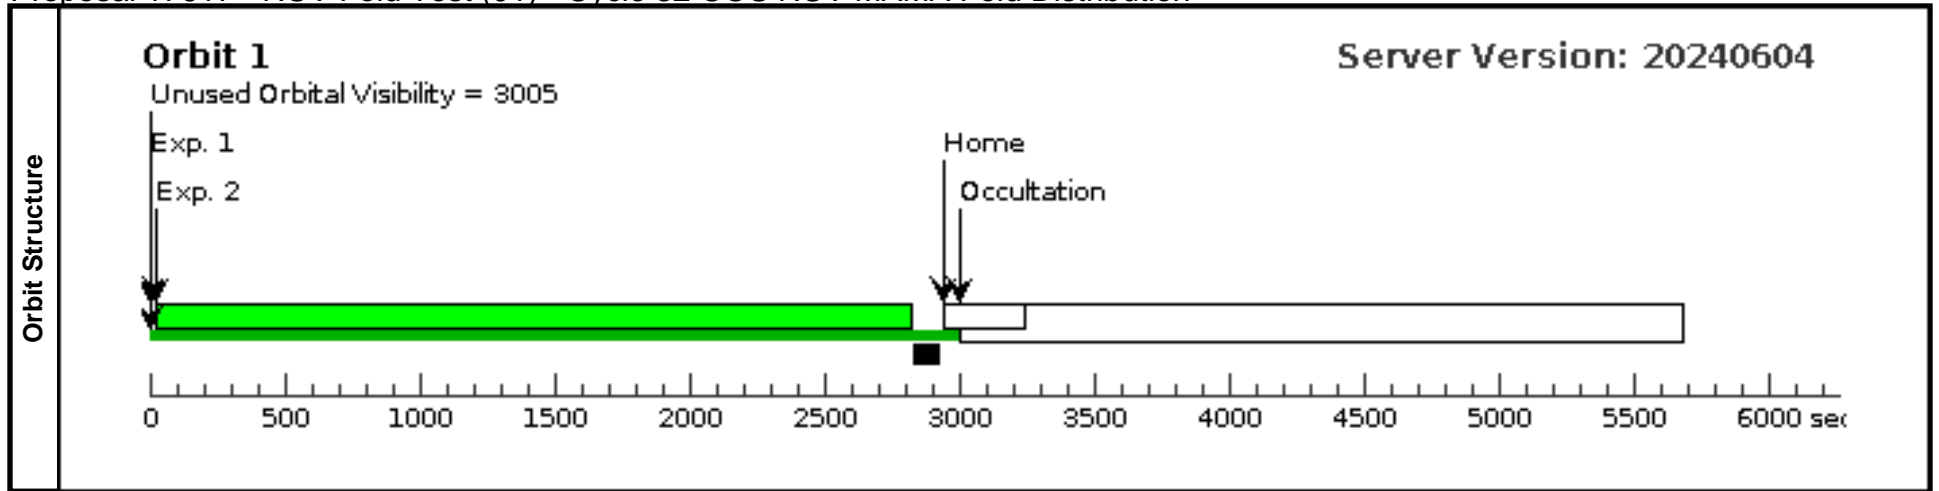 Orbit Structure
Orbit 1
Server Version: 20240604
Unused Orbital Visibility = 3005
Exp. 1
Home
Exp. 2
Occultation
0 500 1000 1500 2000 2500 3000 3500 4000 4500 5000 5500 6000 sec